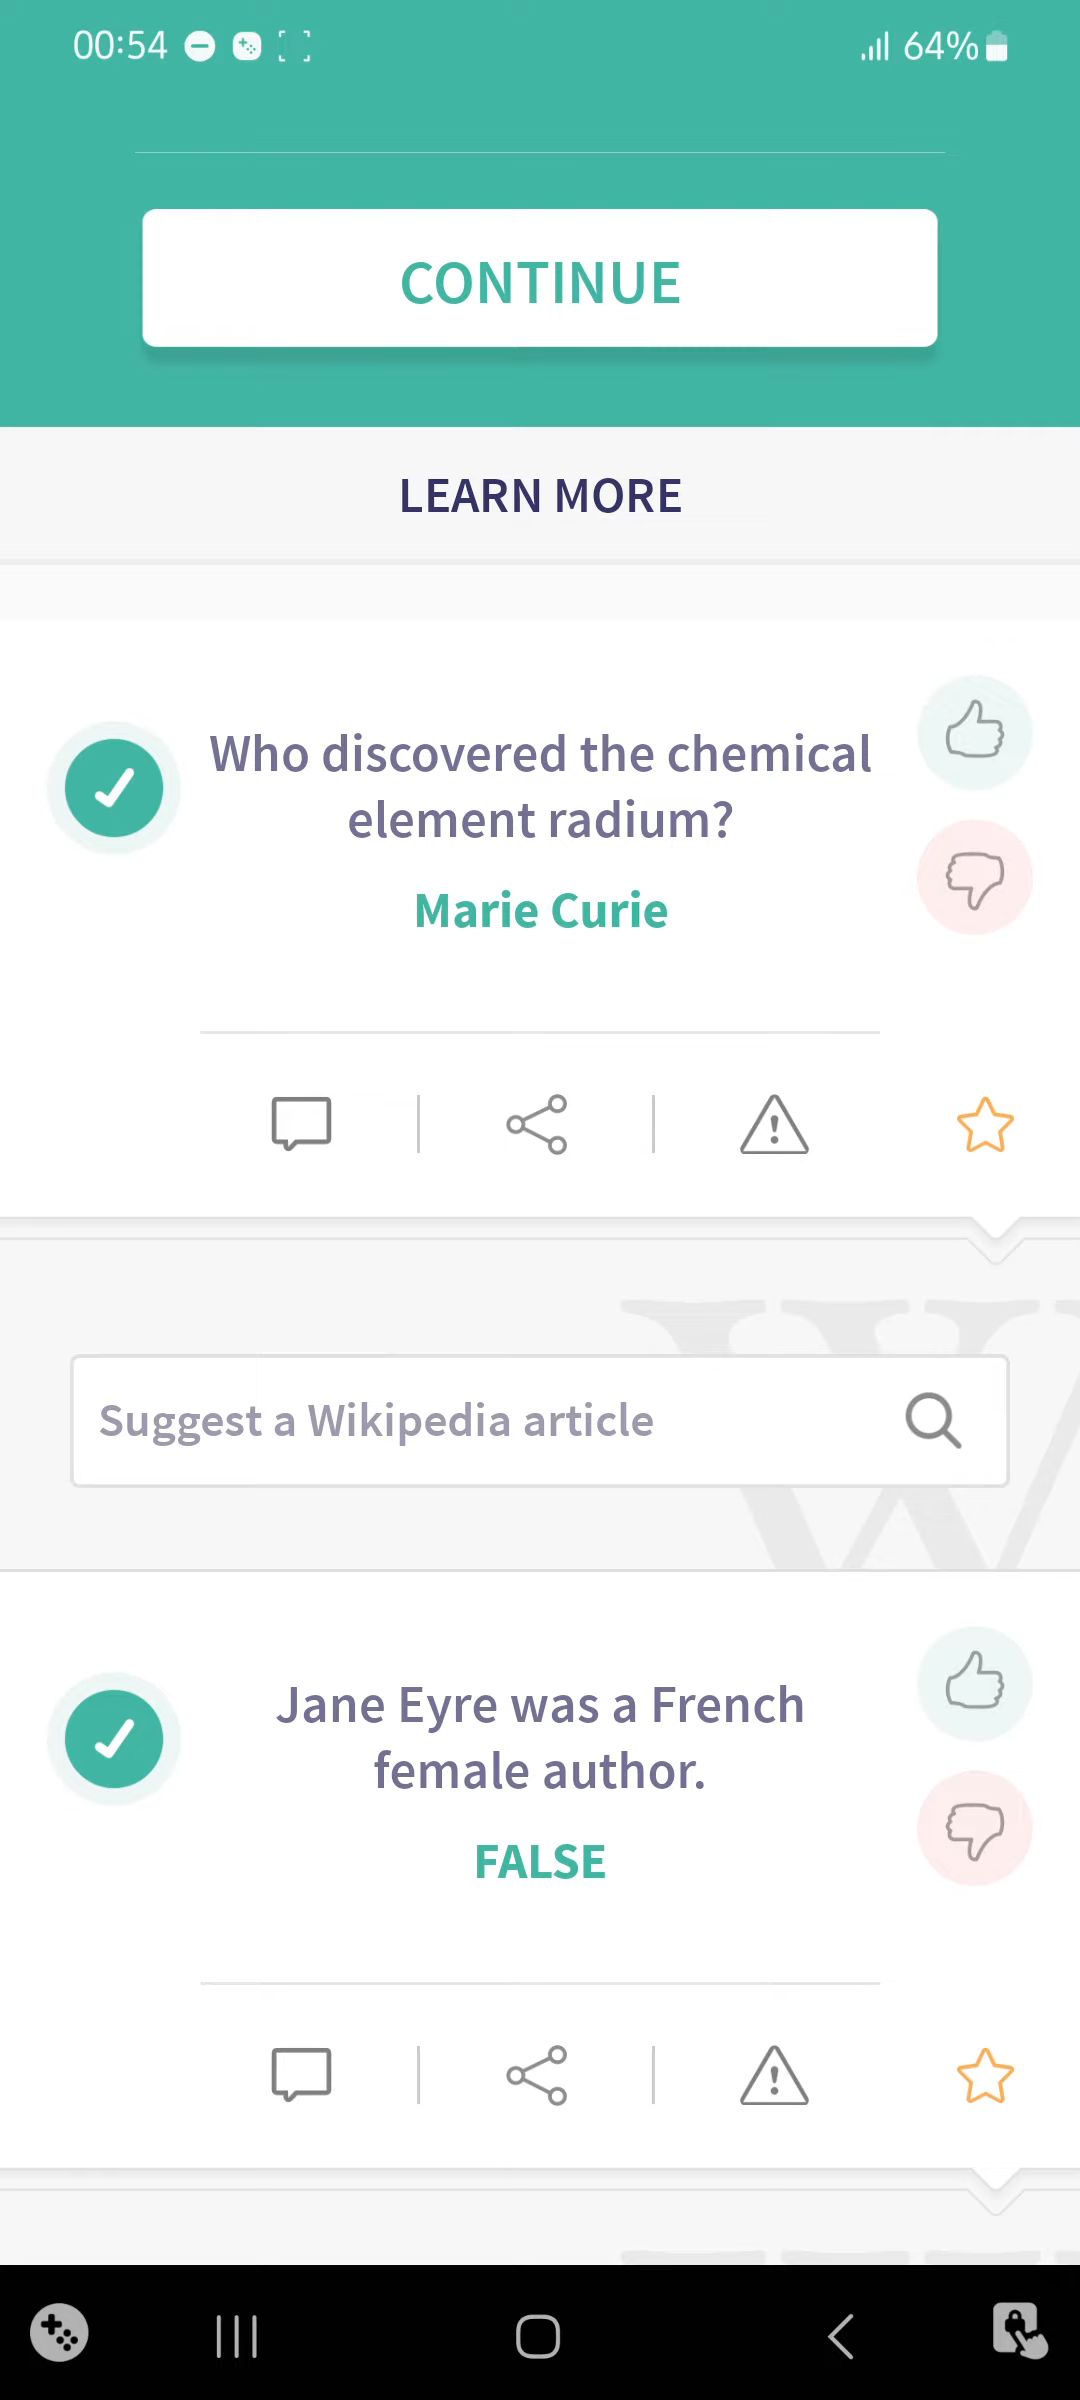 00:54
64%
CONTINUE
LEARN MORE
Who discovered the chemical
element radium?
Marie Curie
Suggest a Wikipedia article
W
Jane Eyre was a French
female author.
FALSE